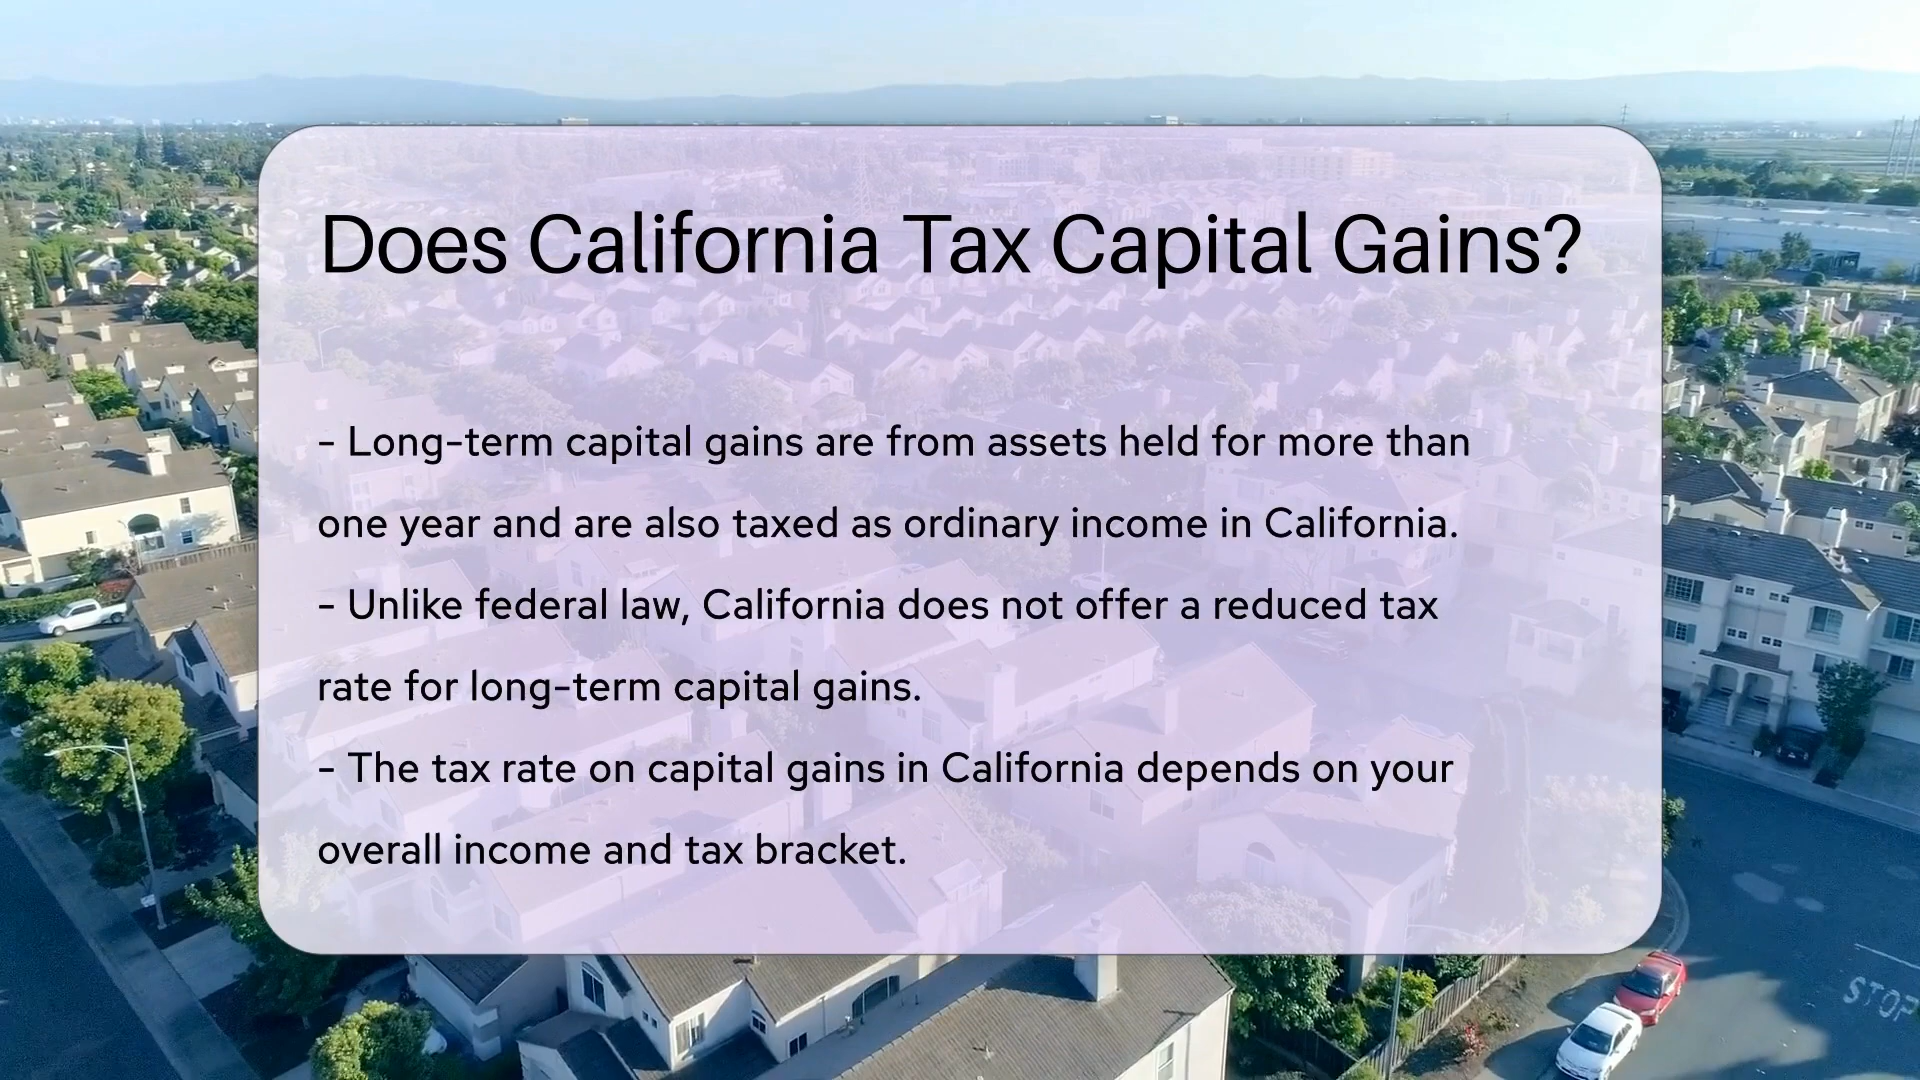 Does California Tax Capital Gains?
- Long-term capital gains are from assets held for more than
one year and are also taxed as ordinary income in California.
- Unlike federal law, California does not offer a reduced tax
rate for long-term capital gains.
- The tax rate on capital gains in California depends on your
overall income and tax bracket.
STOP